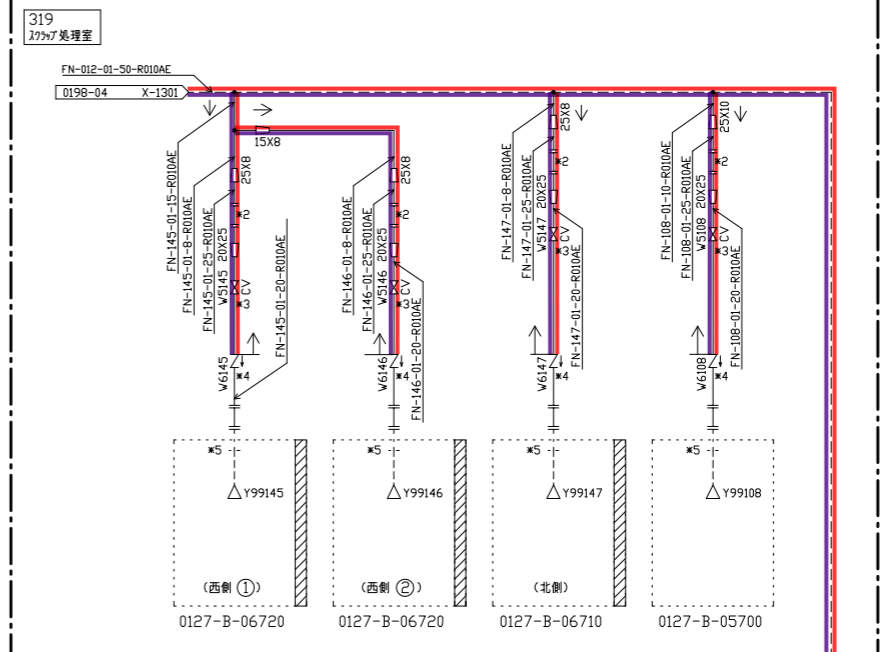 319
スクラップ処理室
FN-012-01-50-R010AE
0198-04 X-1301
15X8
FN-145-01-15-R010AE
FN-145-01-8-R010AE
FN-145-01-25-R010AE
25X8
※2
W5145 20X25
CV
※3
FN-145-01-20-R010AE
W6145
※4
FN-146-01-8-R010AE
FN-146-01-25-R010AE
25X8
※2
W5146 20X25
CV
※3
FN-146-01-20-R010AE
W6146
※4
FN-147-01-8-R010AE
FN-147-01-25-R010AE
25X8
※2
W5147 20X25
CV
※3
FN-147-01-20-R010AE
W6147
※4
FN-108-01-10-R010AE
FN-108-01-25-R010AE
25X10
※2
W5108 20X25
CV
※3
FN-108-01-20-R010AE
W6108
※4
※5
Y99145
(西側 ①)
0127-B-06720
※5
Y99146
(西側 ②)
0127-B-06720
※5
Y99147
(北側)
0127-B-06710
※5
Y99108
0127-B-05700